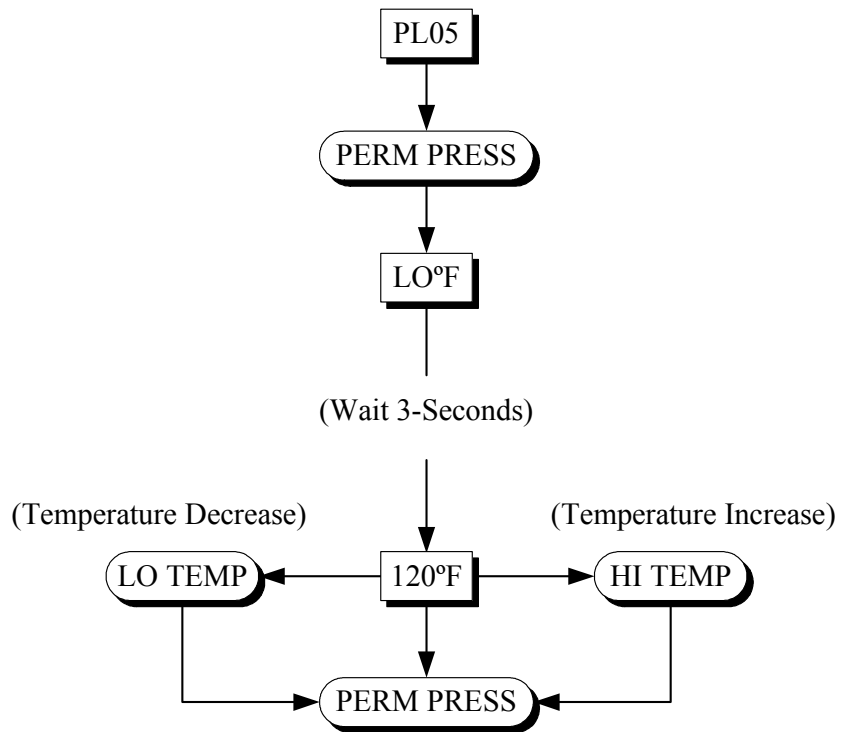 PL05
PERM PRESS
LOºF
(Wait 3-Seconds)
(Temperature Decrease)
(Temperature Increase)
LO TEMP
120ºF
HI TEMP
PERM PRESS